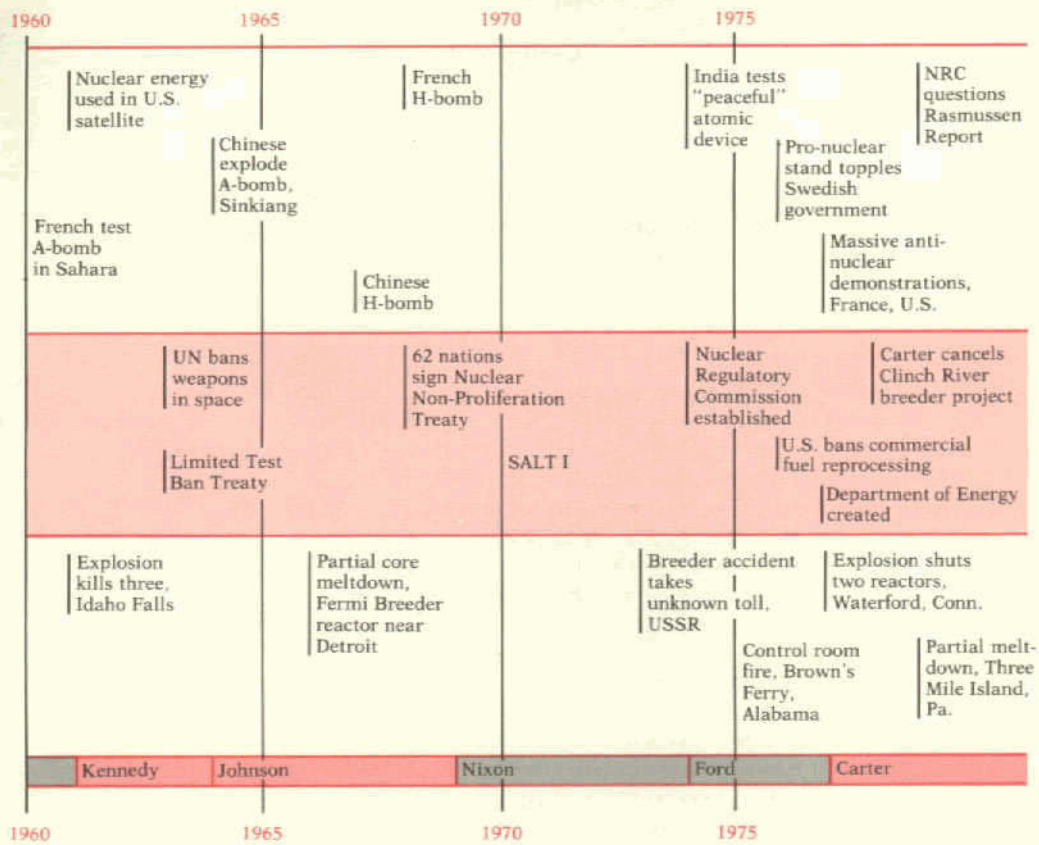 1960
1965
1970
1975
Nuclear energy
used in U.S.
satellite
French
H-bomb
India tests
"peaceful"
atomic
device
NRC
questions
Rasmussen
Report
Chinese
explode
A-bomb,
Sinkiang
Pro-nuclear
stand topples
Swedish
government
French test
A-bomb
in Sahara
Massive anti-
nuclear
demonstrations,
France, U.S.
Chinese
H-bomb
UN bans
weapons
in space
62 nations
sign Nuclear
Non-Proliferation
Treaty
Nuclear
Regulatory
Commission
established
Carter cancels
Clinch River
breeder project
Limited Test
Ban Treaty
SALT I
U.S. bans commercial
fuel reprocessing
Department of Energy
created
Explosion
kills three,
Idaho Falls
Partial core
meltdown,
Fermi Breeder
reactor near
Detroit
Breeder accident
takes
unknown toll,
USSR
Explosion shuts
two reactors,
Waterford, Conn.
Control room
fire, Brown's
Ferry,
Alabama
Partial melt-
down, Three
Mile Island,
Pa.
Kennedy
Johnson
Nixon
Ford
Carter
1960
1965
1970
1975